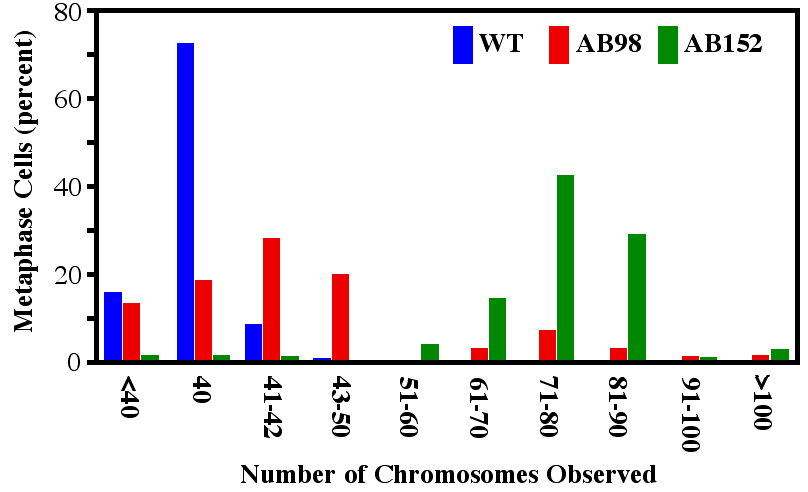 80
60
40
20
0
Metaphase Cells (percent)
WT AB98 AB152
<40 40 41-42 43-50 51-60 61-70 71-80 81-90 91-100 >100
Number of Chromosomes Observed